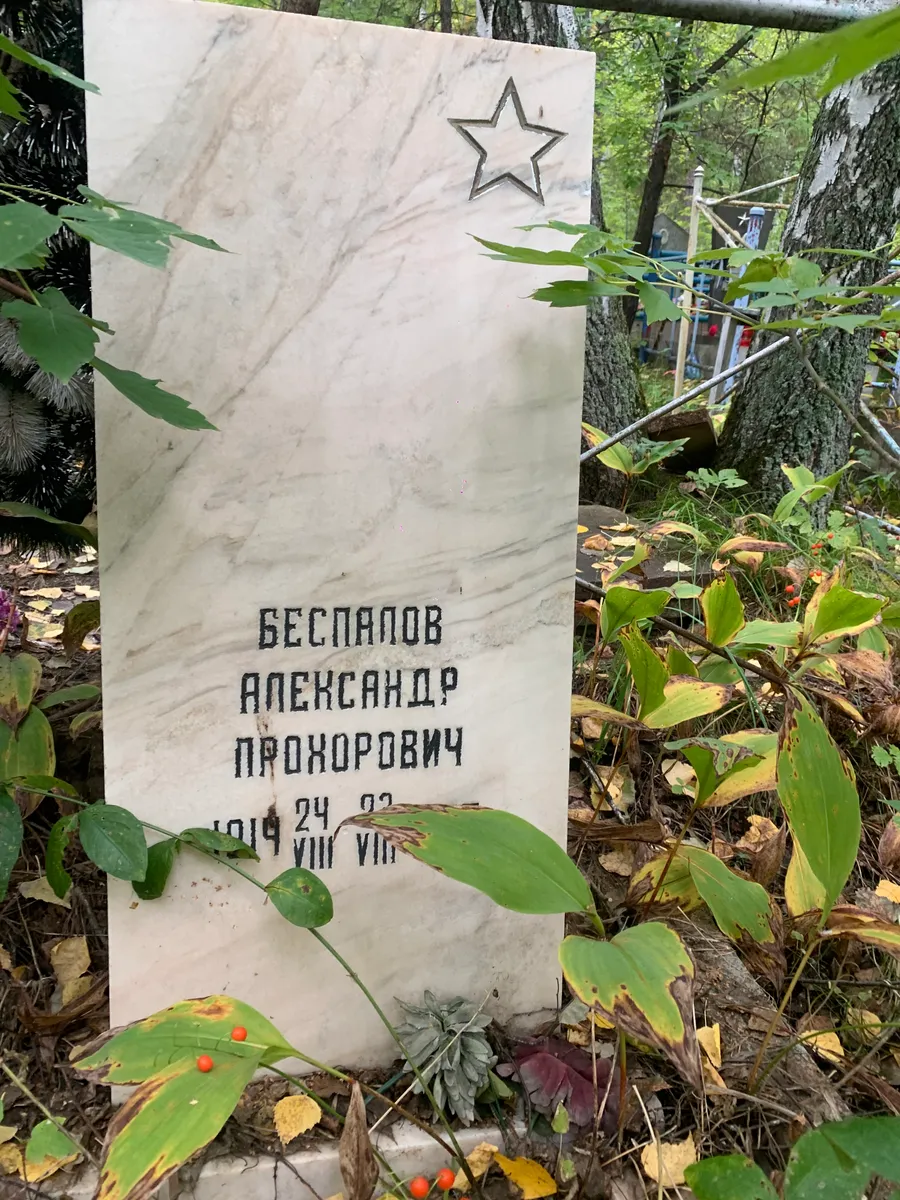 БЕСПАЛОВ
АЛЕКСАНДР
ПРОХОРОВИЧ
1914 24
VIII VIII